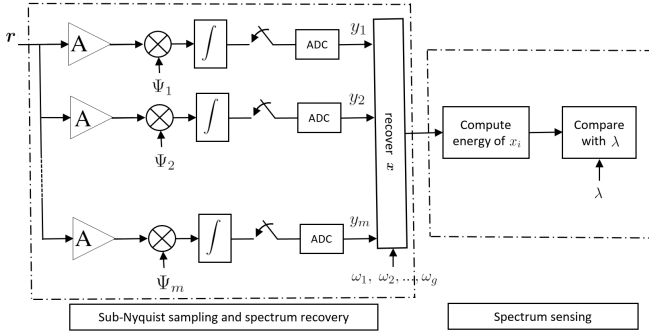 r
A
∫
ADC
y₁
Ψ₁
A
∫
ADC
y₂
Ψ₂
A
∫
ADC
yₘ
Ψₘ
recover x
ω₁, ω₂, ..., ω_g
Compute
energy of xᵢ
Compare
with λ
λ
Sub-Nyquist sampling and spectrum recovery
Spectrum sensing